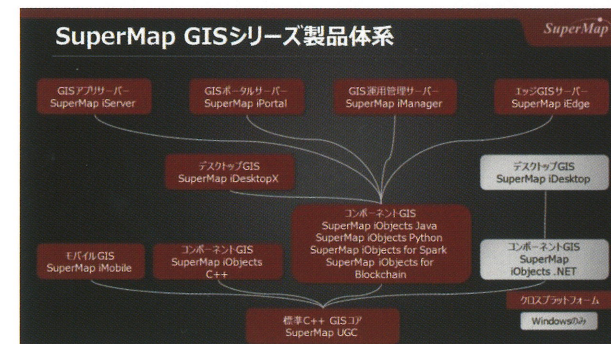 SuperMap GISシリーズ製品体系
SuperMap
GISアプリサーバー
SuperMap iServer
GISポータルサーバー
SuperMap iPortal
GIS運用管理サーバー
SuperMap iManager
エッジGISサーバー
SuperMap iEdge
デスクトップGIS
SuperMap iDesktopX
デスクトップGIS
SuperMap iDesktop
モバイルGIS
SuperMap iMobile
コンポーネントGIS
SuperMap iObjects
C++
コンポーネントGIS
SuperMap iObjects Java
SuperMap iObjects Python
SuperMap iObjects for Spark
SuperMap iObjects for
Blockchain
コンポーネントGIS
SuperMap
iObjects .NET
標準C++ GISコア
SuperMap UGC
クロスプラットフォーム
Windowsのみ